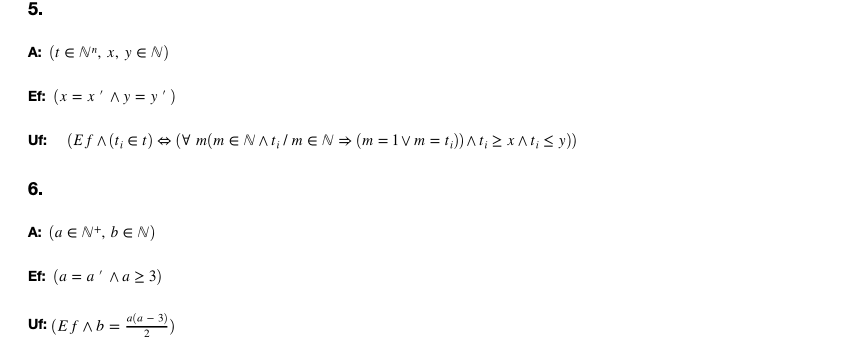 5.
A: (t ∈ ℕⁿ, x, y ∈ ℕ)
Ef: (x = x ′ ∧ y = y ′ )
Uf: (Ef ∧ (tᵢ ∈ t) ⇔ (∀ m(m ∈ ℕ ∧ tᵢ / m ∈ ℕ ⇒ (m = 1 ∨ m = tᵢ)) ∧ tᵢ ≥ x ∧ tᵢ ≤ y))
6.
A: (a ∈ ℕ⁺, b ∈ ℕ)
Ef: (a = a ′ ∧ a ≥ 3)
Uf: (Ef ∧ b = a(a − 3)/2)